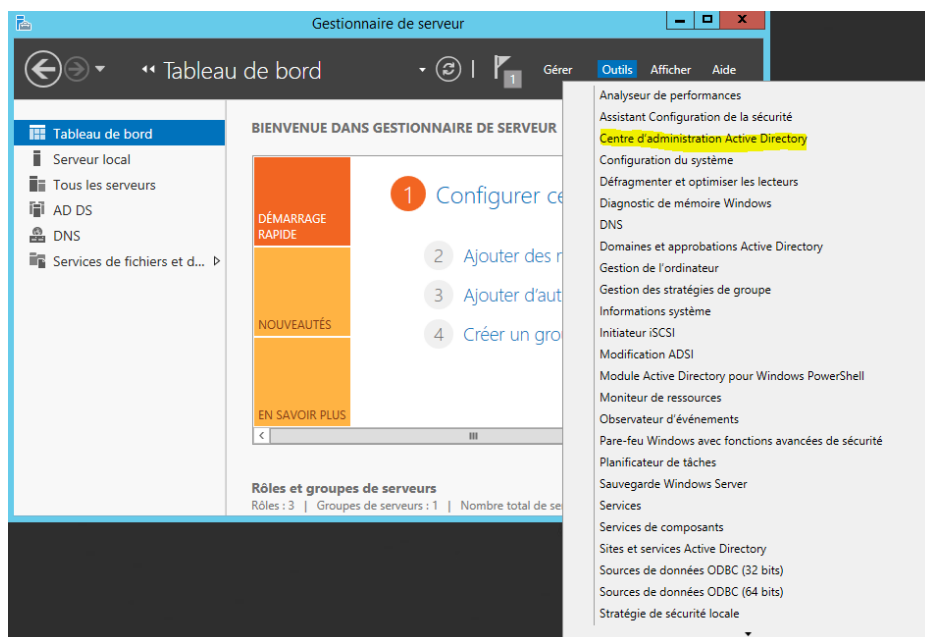 Gestionnaire de serveur
Tableau de bord
1
Gérer Outils Afficher Aide
Tableau de bord
Serveur local
Tous les serveurs
AD DS
DNS
Services de fichiers et d...
BIENVENUE DANS GESTIONNAIRE DE SERVEUR
DÉMARRAGE
RAPIDE
NOUVEAUTÉS
EN SAVOIR PLUS
1 Configurer ce
2 Ajouter des r
3 Ajouter d'aut
4 Créer un gro
Rôles et groupes de serveurs
Rôles : 3 | Groupes de serveurs : 1 | Nombre total de se
Analyseur de performances
Assistant Configuration de la sécurité
Centre d'administration Active Directory
Configuration du système
Défragmenter et optimiser les lecteurs
Diagnostic de mémoire Windows
DNS
Domaines et approbations Active Directory
Gestion de l'ordinateur
Gestion des stratégies de groupe
Informations système
Initiateur iSCSI
Modification ADSI
Module Active Directory pour Windows PowerShell
Moniteur de ressources
Observateur d'événements
Pare-feu Windows avec fonctions avancées de sécurité
Planificateur de tâches
Sauvegarde Windows Server
Services
Services de composants
Sites et services Active Directory
Sources de données ODBC (32 bits)
Sources de données ODBC (64 bits)
Stratégie de sécurité locale